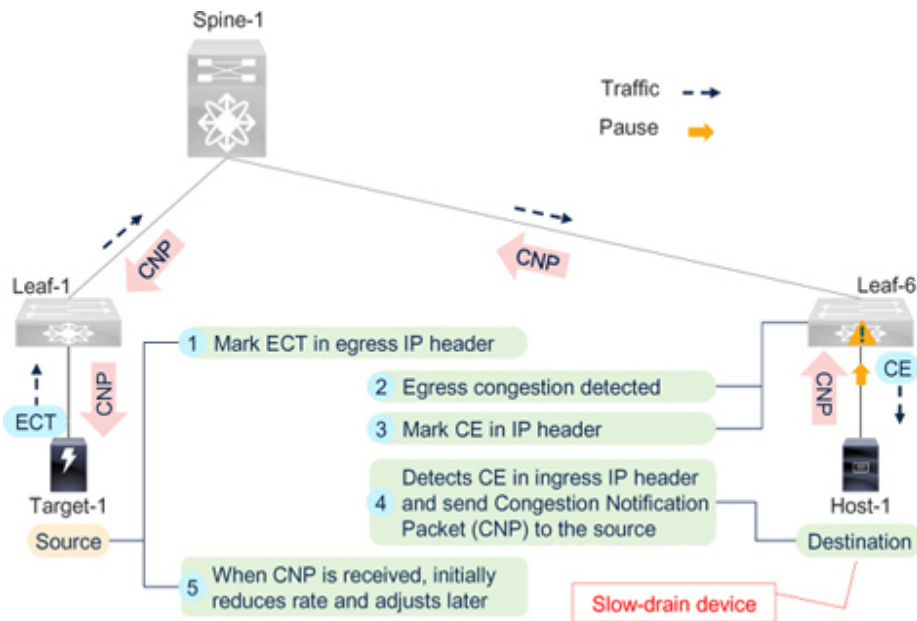 Spine-1
Traffic
Pause
CNP
CNP
Leaf-1
Leaf-6
1 Mark ECT in egress IP header
CE
2 Egress congestion detected
CNP
CNP
ECT
3 Mark CE in IP header
Target-1
Host-1
4 Detects CE in ingress IP header
and send Congestion Notification
Packet (CNP) to the source
Source
Destination
5 When CNP is received, initially
reduces rate and adjusts later
Slow-drain device